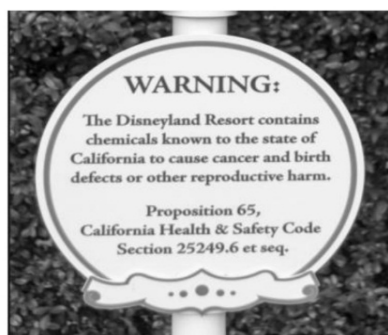 WARNING:
The Disneyland Resort contains
chemicals known to the state of
California to cause cancer and birth
defects or other reproductive harm.
Proposition 65,
California Health & Safety Code
Section 25249.6 et seq.